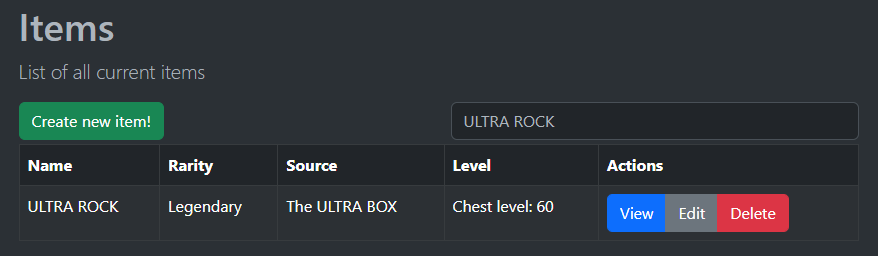 Items
List of all current items
Create new item! ULTRA ROCK
Name Rarity Source Level Actions
ULTRA ROCK Legendary The ULTRA BOX Chest level: 60 View Edit Delete